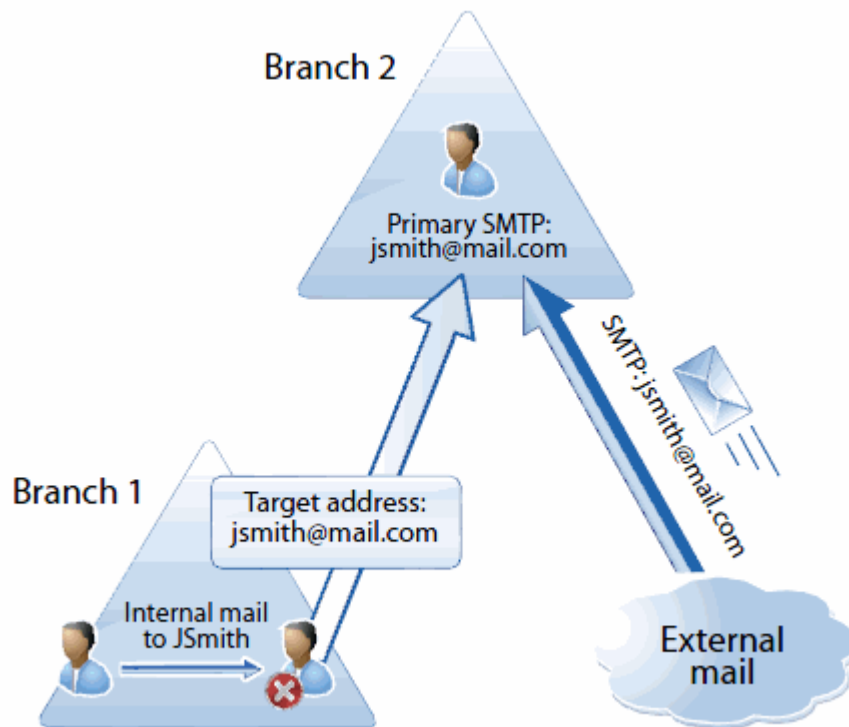 Branch 2
Primary SMTP:
jsmith@mail.com
SMTP: jsmith@mail.com
Branch 1
Target address:
jsmith@mail.com
Internal mail
to JSmith
External
mail